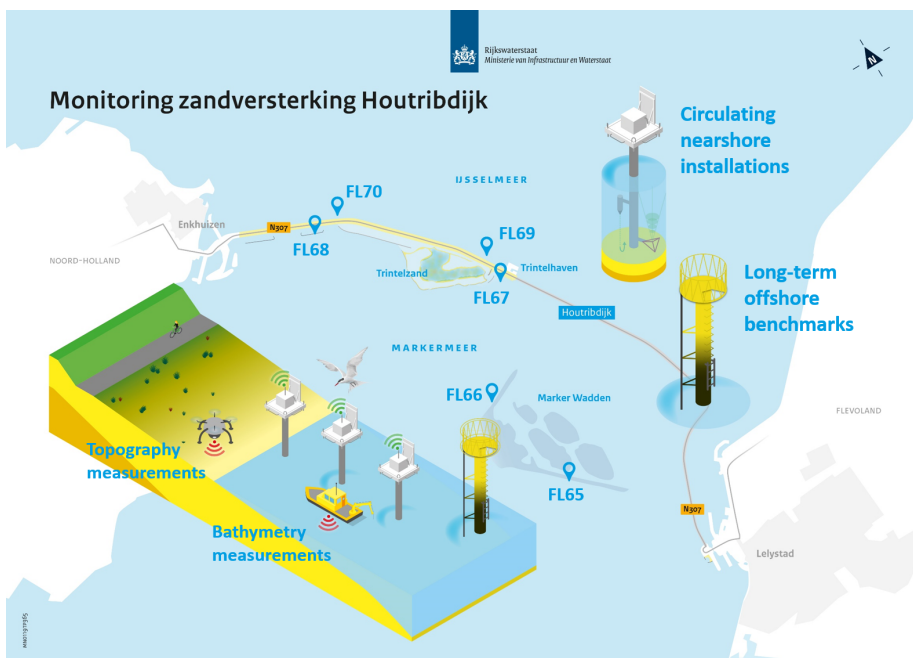 Rijkswaterstaat
Ministerie van Infrastructuur en Waterstaat
N
Monitoring zandversterking Houtribdijk
Circulating
nearshore
installations
IJSSELMEER
FL70
Enkhuizen
N307
FL68
FL69
NOORD-HOLLAND
Trintelzand
Trintelhaven
FL67
Long-term
offshore
benchmarks
Houtribdijk
MARKERMEER
FL66
Marker Wadden
FLEVOLAND
Topography
measurements
FL65
N307
Bathymetry
measurements
Lelystad